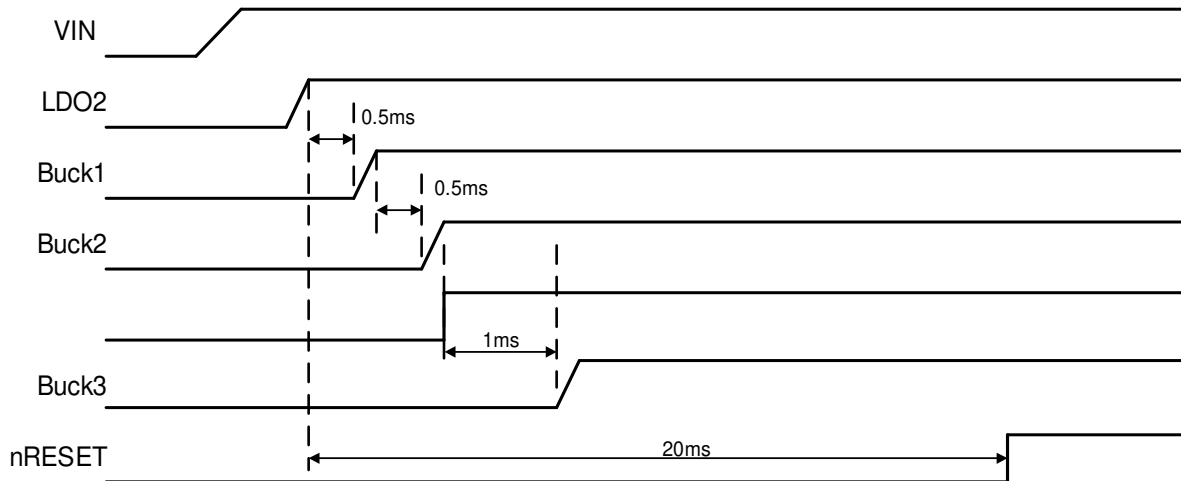 VIN
LDO2
0.5ms
Buck1
0.5ms
Buck2
1ms
Buck3
20ms
nRESET